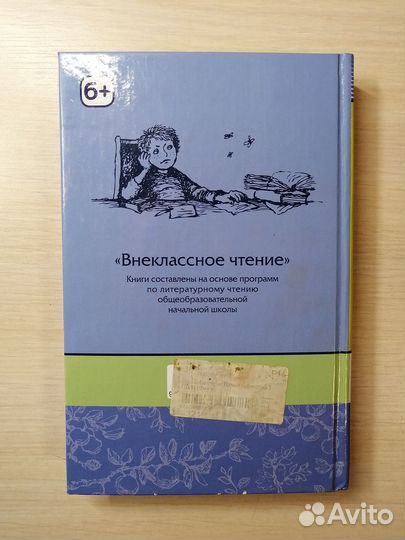 6+
«Внеклассное чтение»
Книги составлены на основе программ
по литературному чтению
общеобразовательной
начальной школы
Avito